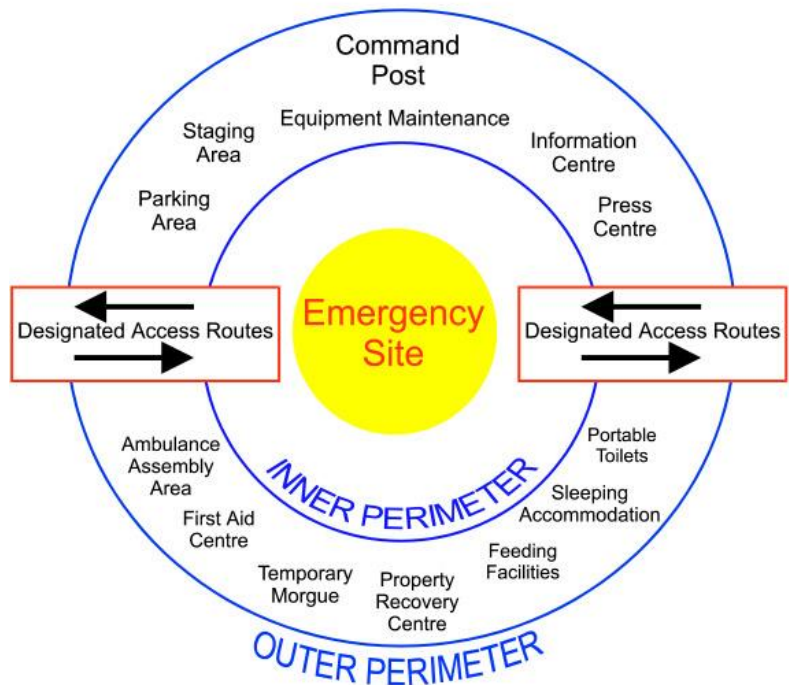 Command
Post
Equipment Maintenance
Staging
Area
Information
Centre
Parking
Area
Press
Centre
Designated Access Routes
Emergency
Site
Designated Access Routes
Ambulance
Assembly
Area
Portable
Toilets
First Aid
Centre
INNER PERIMETER
Sleeping
Accommodation
Temporary
Morgue
Property
Recovery
Centre
Feeding
Facilities
OUTER PERIMETER